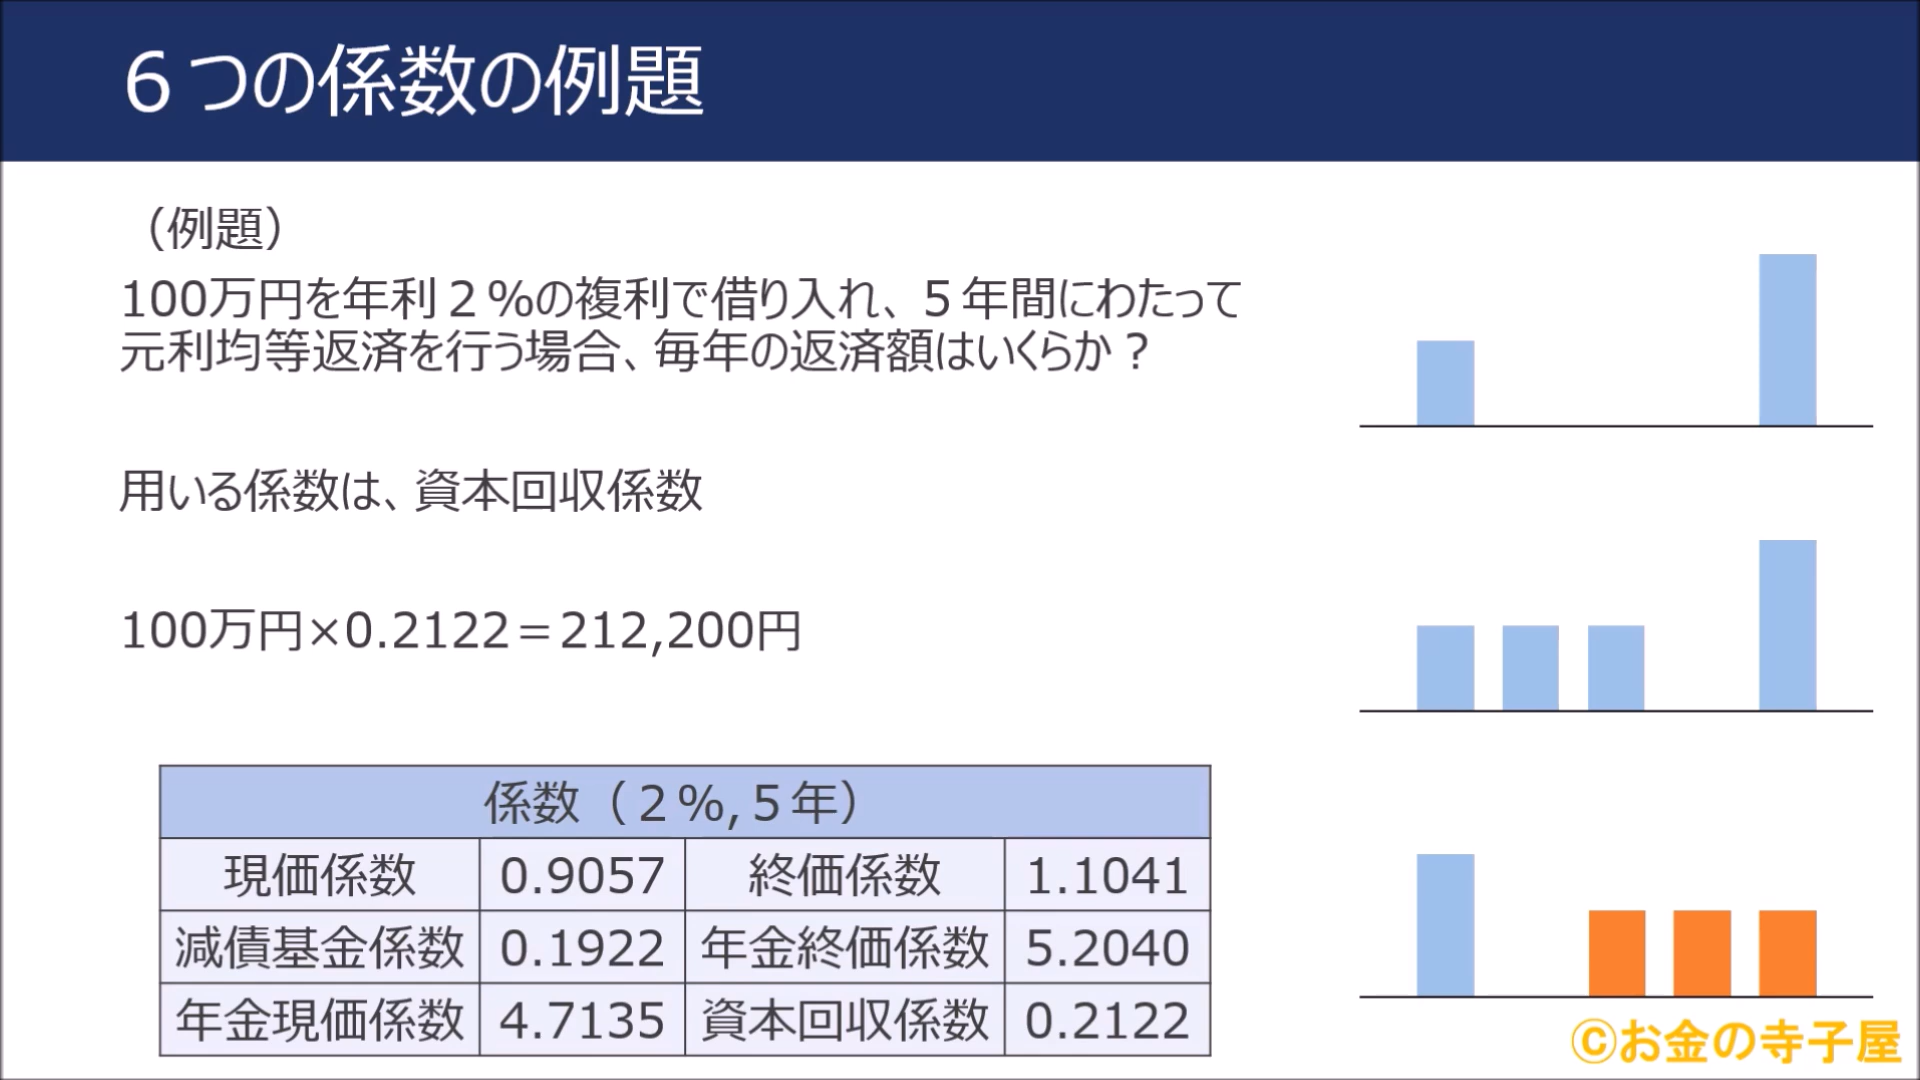 ６つの係数の例題
（例題）
100万円を年利２％の複利で借り入れ、５年間にわたって
元利均等返済を行う場合、毎年の返済額はいくらか？
用いる係数は、資本回収係数
100万円×0.2122＝212,200円
係数（２％,５年）
現価係数 0.9057 終価係数 1.1041
減債基金係数 0.1922 年金終価係数 5.2040
年金現価係数 4.7135 資本回収係数 0.2122
©お金の寺子屋